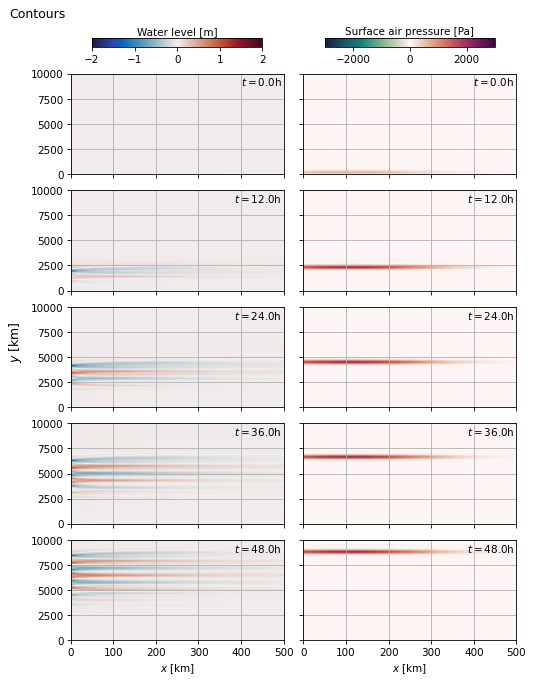 Contours
Water level [m]
−2 −1 0 1 2
Surface air pressure [Pa]
−2000 0 2000
y [km]
10000
7500
5000
2500
0
t = 0.0h
t = 0.0h
10000
7500
5000
2500
0
t = 12.0h
t = 12.0h
10000
7500
5000
2500
0
t = 24.0h
t = 24.0h
10000
7500
5000
2500
0
t = 36.0h
t = 36.0h
10000
7500
5000
2500
0
t = 48.0h
t = 48.0h
0 100 200 300 400 500
0 100 200 300 400 500
x [km]
x [km]